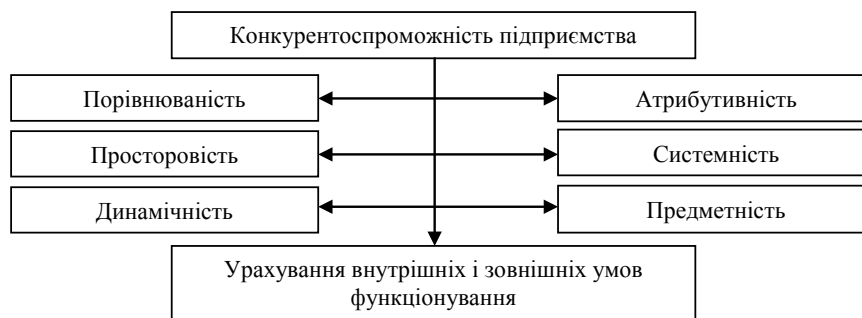 Конкурентоспроможність підприємства
Порівнюваність
Атрибутивність
Просторовість
Системність
Динамічність
Предметність
Урахування внутрішніх і зовнішніх умов
функціонування